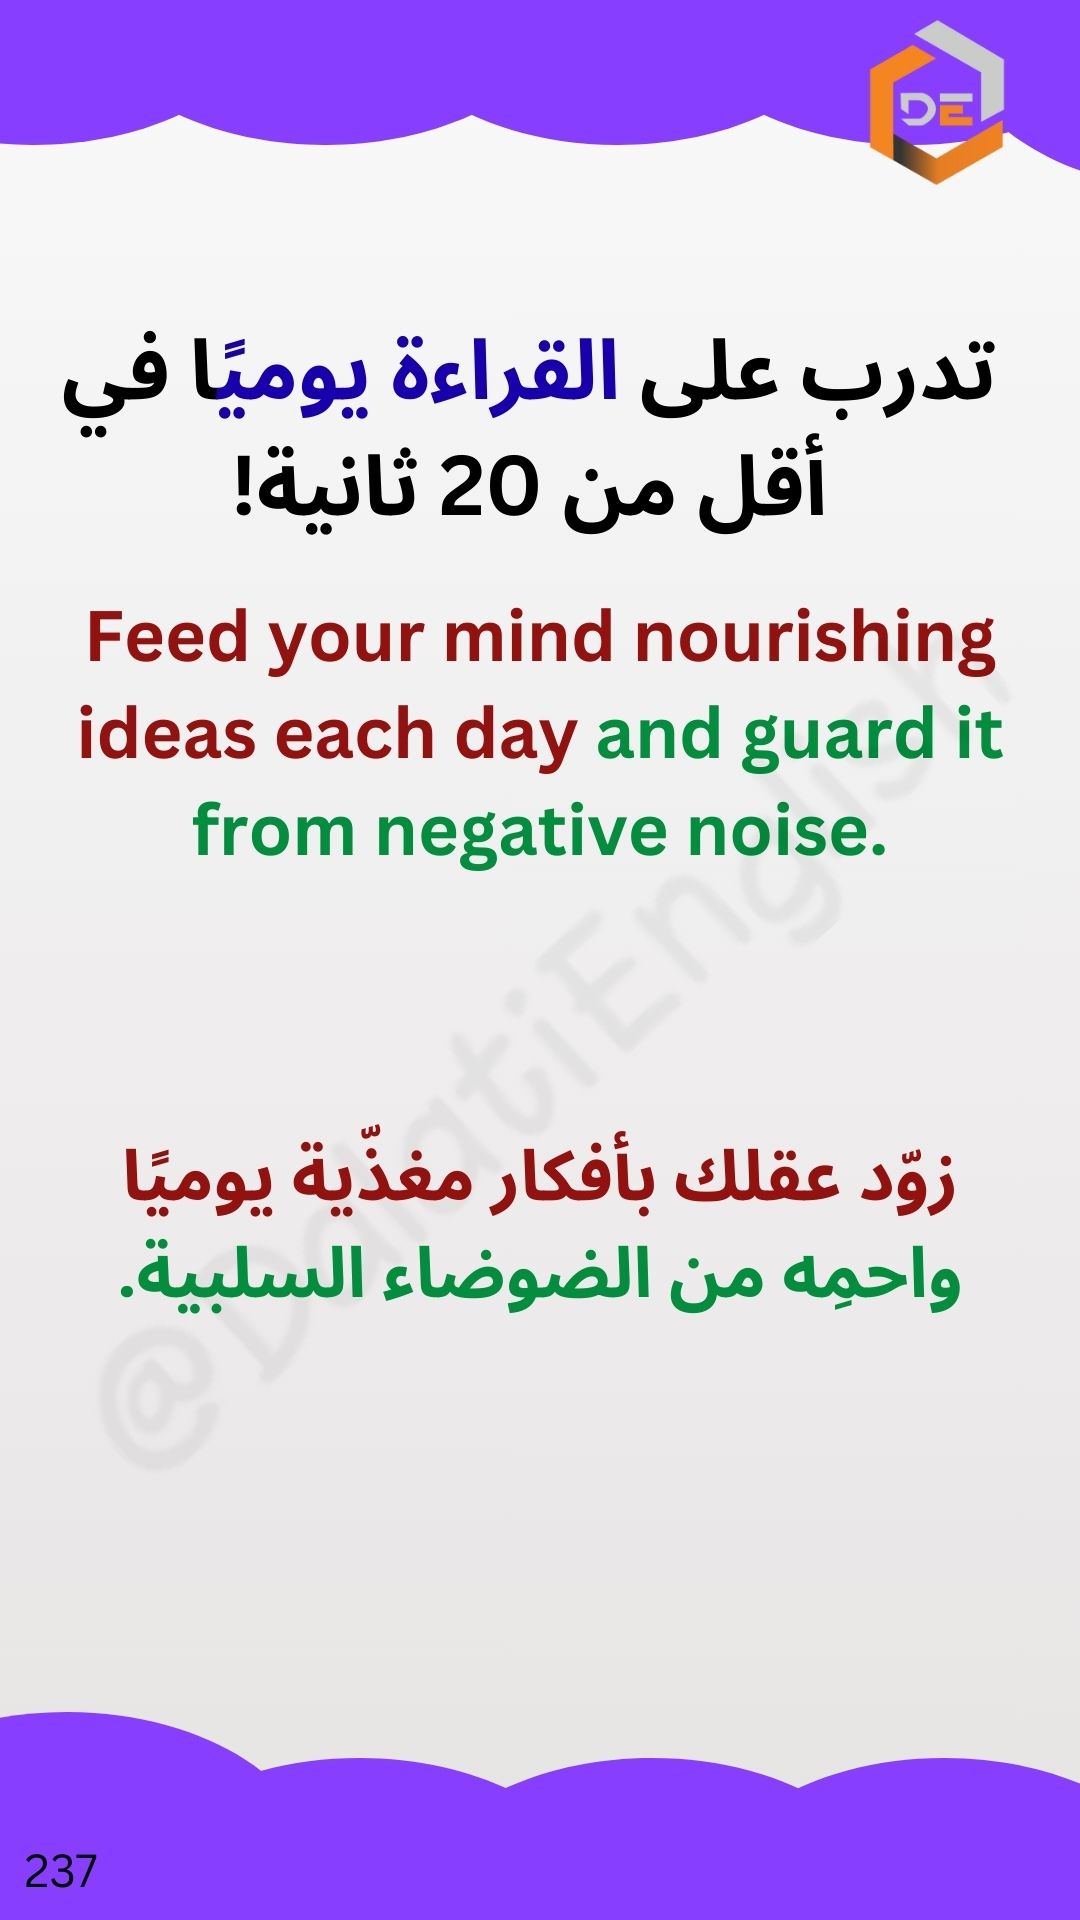 DE
تدرب على القراءة يوميًا في
أقل من 20 ثانية!
Feed your mind nourishing
ideas each day and guard it
from negative noise.
@DalatiEnglish
زوّد عقلك بأفكار مغذّية يوميًا
واحمِه من الضوضاء السلبية.
237